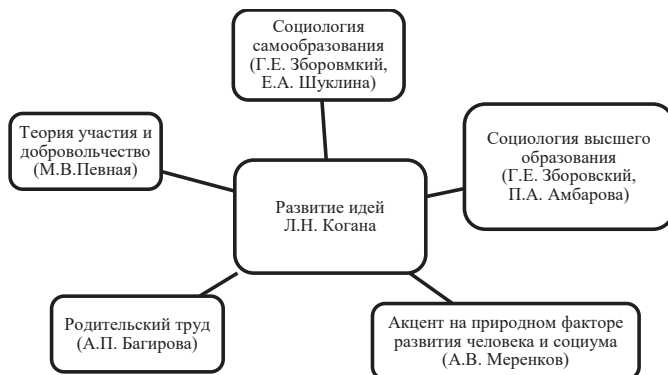 Социология
самообразования
(Г.Е. Зборовмкий,
Е.А. Шуклина)
Теория участия и
добровольчество
(М.В.Певная)
Социология высшего
образования
(Г.Е. Зборовский,
П.А. Амбарова)
Развитие идей
Л.Н. Когана
Родительский труд
(А.П. Багирова)
Акцент на природном факторе
развития человека и социума
(А.В. Меренков)